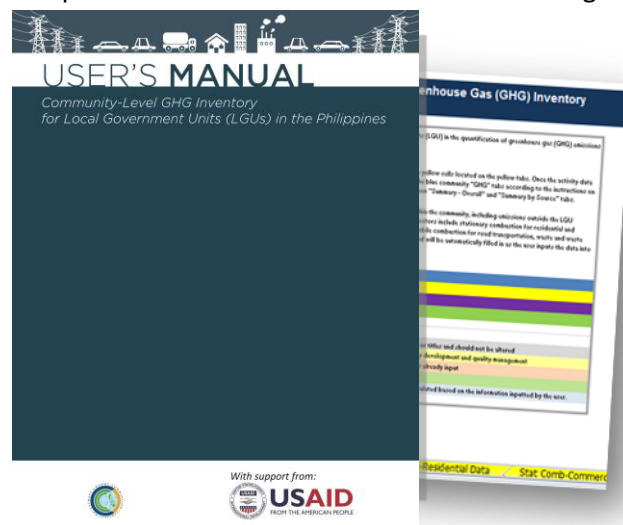 USER'S MANUAL
Community-Level GHG Inventory
for Local Government Units (LGUs) in the Philippines
With support from:
USAID
FROM THE AMERICAN PEOPLE
enhouse Gas (GHG) Inventory
(LGU) in the quantification of greenhouse gas (GHG) emissions
yellow cells located on the yellow tabs. Once the activity data
blue community "GHG" tabs according to the instructions on
"Summary - Overall" and "Summary by Source" tabs.
the community, including emissions outside the LGU
include stationary combustion for residential and
combustion for road transportation, waste and waste
will be automatically filled in as the user inputs the data into
titles and should not be altered
development and quality management
already input
based on the information inputted by the user.
-Residential Data
Stat Comb-Commerc